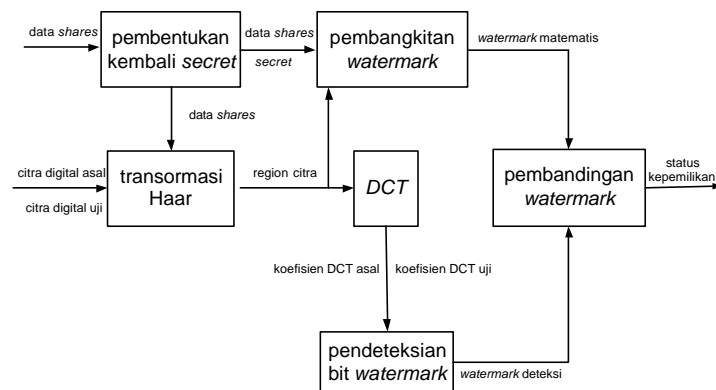 data shares
pembentukan
kembali secret
data shares
secret
pembangkitan
watermark
watermark matematis
data shares
citra digital asal
citra digital uji
transormasi
Haar
region citra
DCT
pembandingan
watermark
status
kepemilikan
koefisien DCT asal
koefisien DCT uji
pendeteksian
bit watermark
watermark deteksi